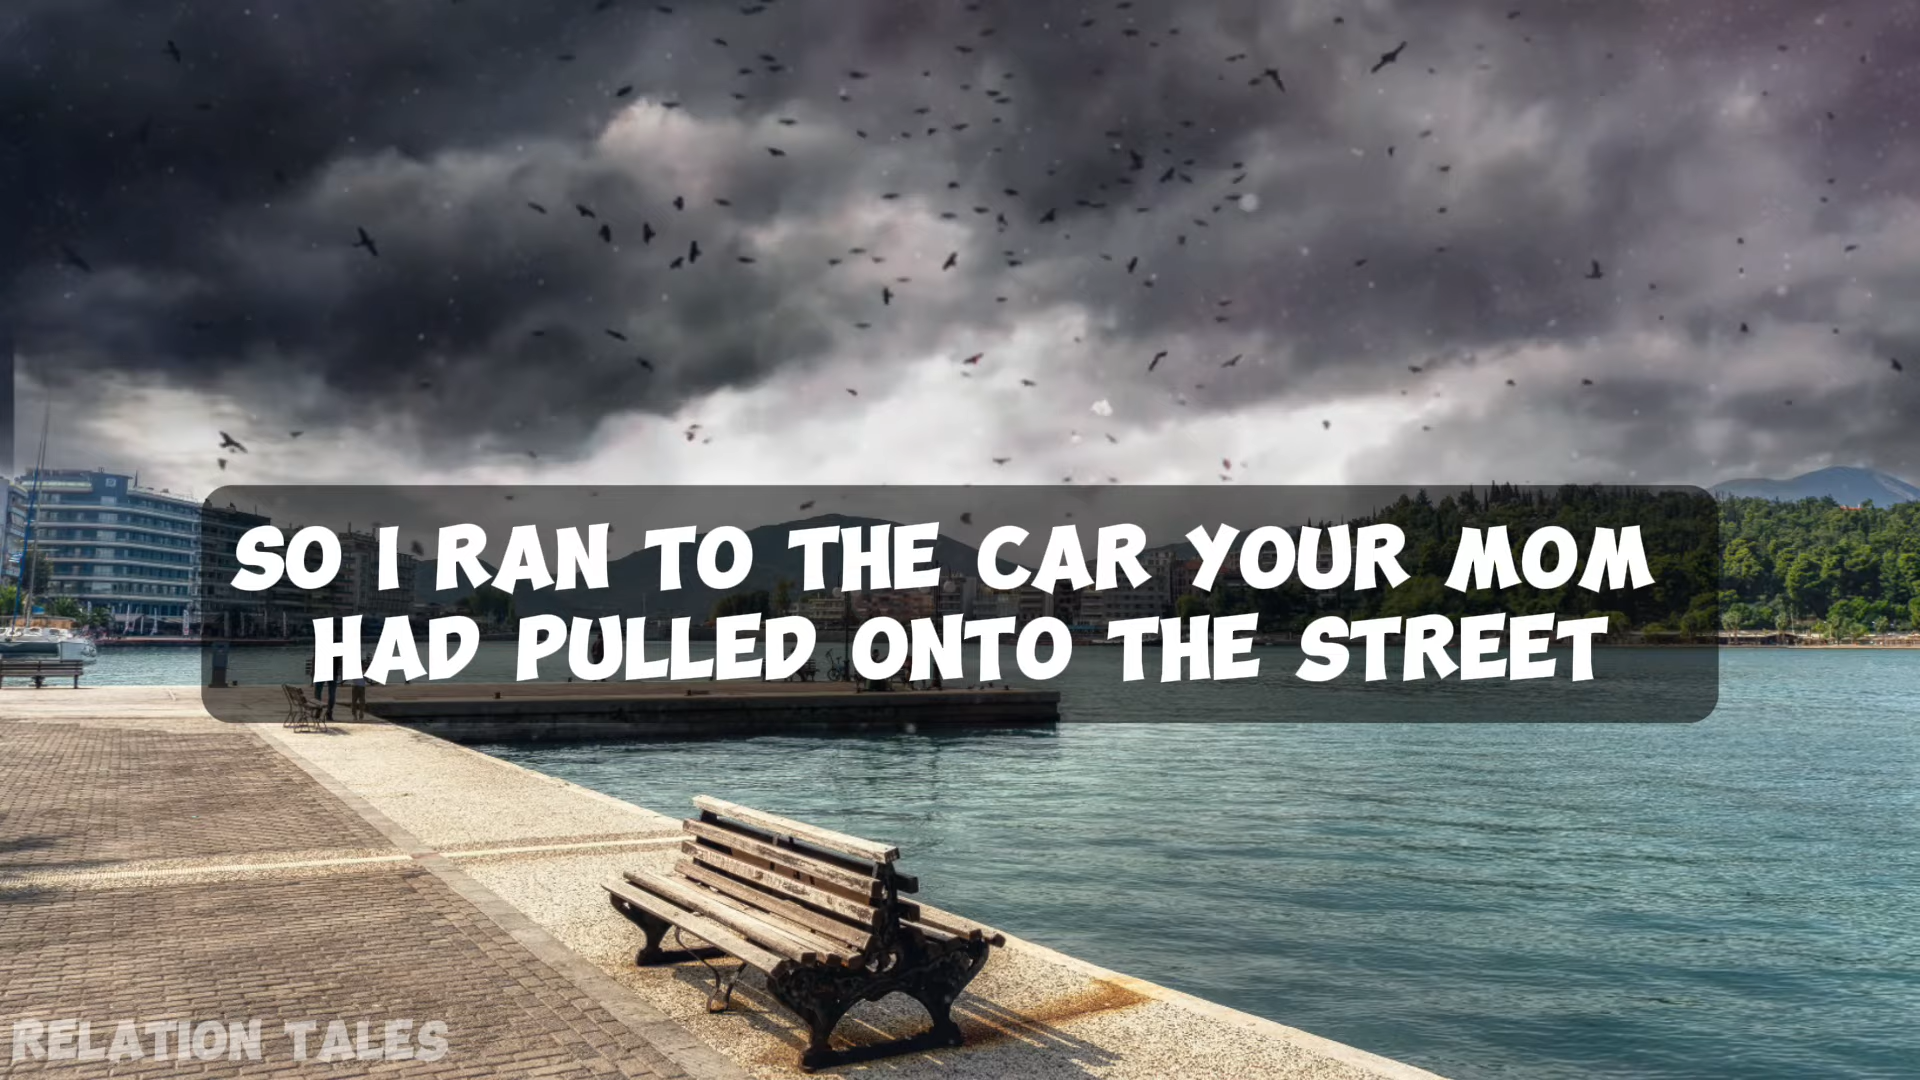 SO I RAN TO THE CAR YOUR MOM
HAD PULLED ONTO THE STREET
RELATION TALES